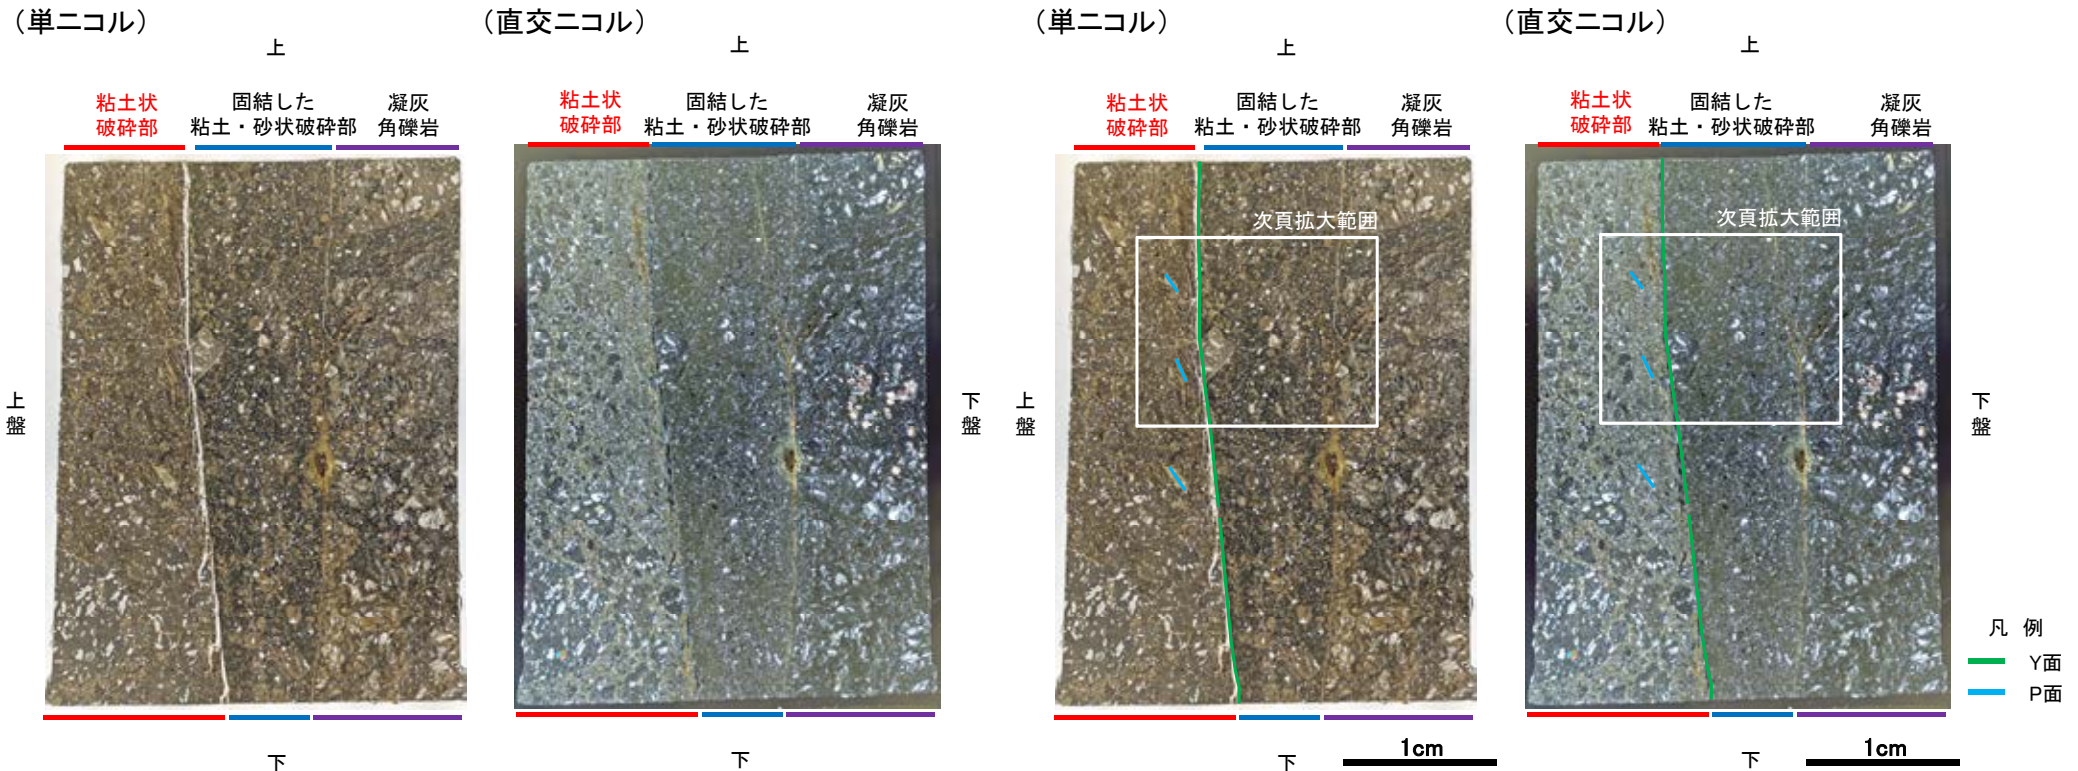 （単ニコル）
上
粘土状
破砕部
固結した
粘土・砂状破砕部
凝灰
角礫岩
上盤
下
（直交ニコル）
上
粘土状
破砕部
固結した
粘土・砂状破砕部
凝灰
角礫岩
下盤
下
（単ニコル）
上
粘土状
破砕部
固結した
粘土・砂状破砕部
凝灰
角礫岩
次頁拡大範囲
上盤
下
1cm
（直交ニコル）
上
粘土状
破砕部
固結した
粘土・砂状破砕部
凝灰
角礫岩
次頁拡大範囲
下盤
下
1cm
凡 例
Y面
P面